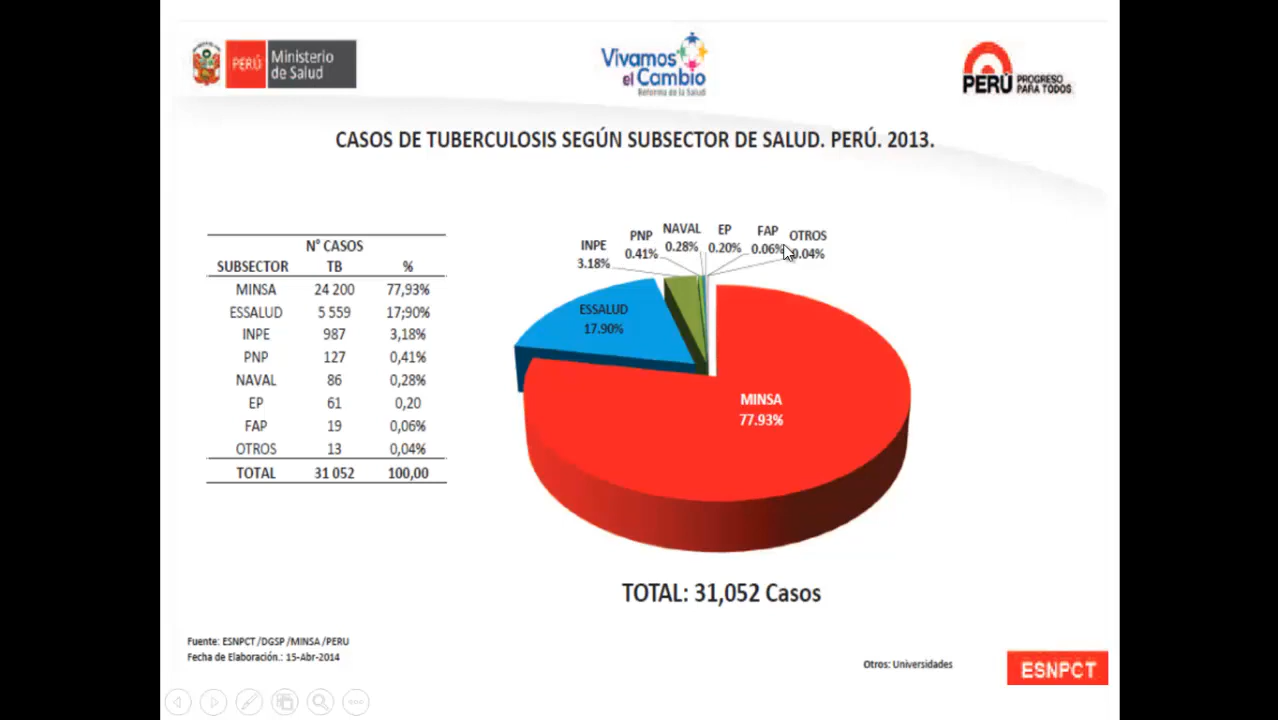 PERÚ
Ministerio
de Salud
Vivamos
el Cambio
Reforma de la Salud
PERÚ PROGRESO
PARA TODOS
CASOS DE TUBERCULOSIS SEGÚN SUBSECTOR DE SALUD. PERÚ. 2013.
N° CASOS
SUBSECTOR TB %
MINSA 24 200 77,93%
ESSALUD 5 559 17;90%
INPE 987 3,18%
PNP 127 0,41%
NAVAL 86 0,28%
EP 61 0,20
FAP 19 0,06%
OTROS 13 0,04%
TOTAL 31 052 100,00
INPE
3.18%
PNP
0.41%
NAVAL
0.28%
EP
0.20%
FAP
0.06%
OTROS
0.04%
ESSALUD
17.90%
MINSA
77.93%
TOTAL: 31,052 Casos
Fuente: ESNPCT /DGSP /MINSA /PERU
Fecha de Elaboración.: 15-Abr-2014
Otros: Universidades
ESNPCT